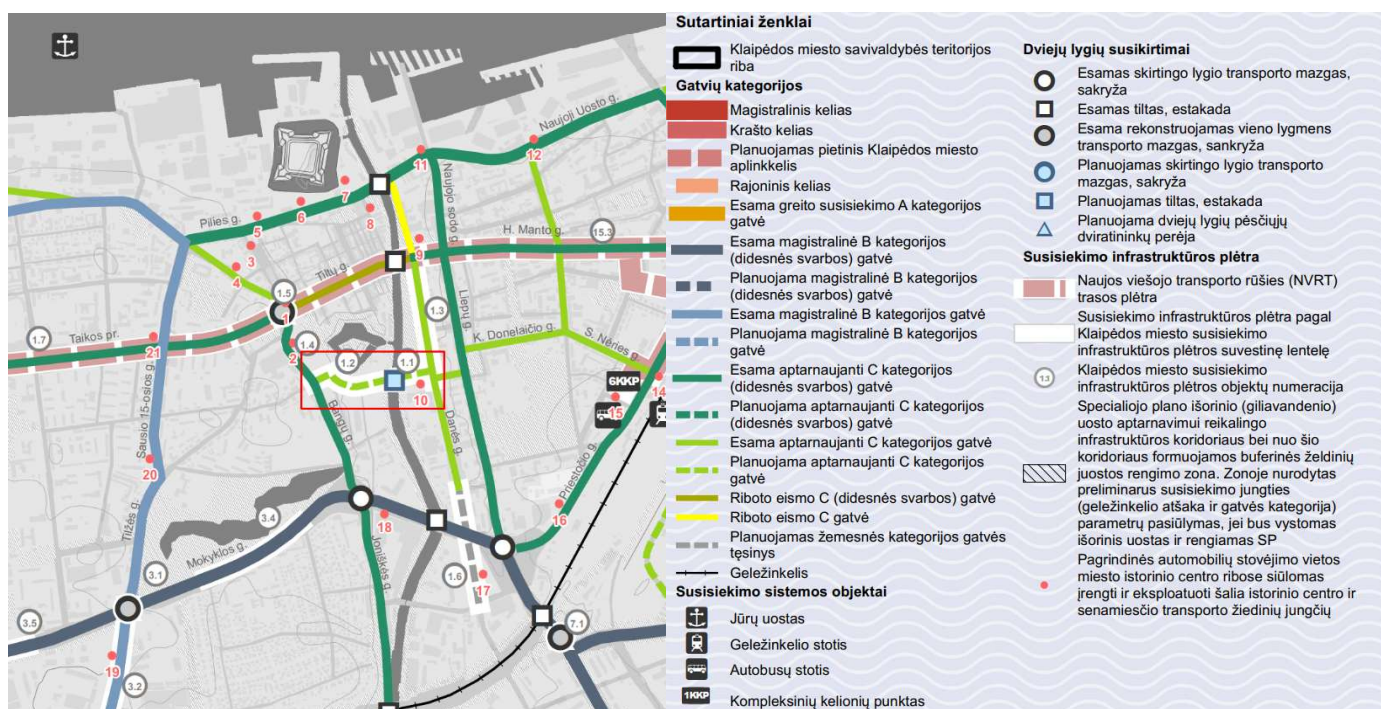 Naujoji Uosto g.
12
11
7
6
5
8
3
4
9
Pilies g.
Naujojo sodo g.
H. Manto g.
15.3
Tiltų g.
1.5
1
1.3
Liepų g.
1.7
Taikos pr.
21
2
1.4
1.2
1.1
10
K. Donelaičio g.
S. Nėries g.
6KKP
15
14
Sausio 15-osios g.
Bangų g.
Danės g.
Priestočio g.
20
16
18
3.4
Tilžės g.
Mokyklos g.
Joniškės g.
3.1
1.6
17
3.5
7.1
19
3.2
Sutartiniai ženklai
Klaipėdos miesto savivaldybės teritorijos
riba
Gatvių kategorijos
Magistralinis kelias
Krašto kelias
Planuojamas pietinis Klaipėdos miesto
aplinkkelis
Rajoninis kelias
Esama greito susisiekimo A kategorijos
gatvė
Esama magistralinė B kategorijos
(didesnės svarbos) gatvė
Planuojama magistralinė B kategorijos
(didesnės svarbos) gatvė
Esama magistralinė B kategorijos gatvė
Planuojama magistralinė B kategorijos
gatvė
Esama aptarnaujanti C kategorijos
(didesnės svarbos) gatvė
Planuojama aptarnaujanti C kategorijos
(didesnės svarbos) gatvė
Esama aptarnaujanti C kategorijos gatvė
Planuojama aptarnaujanti C kategorijos
gatvė
Riboto eismo C (didesnės svarbos) gatvė
Riboto eismo C gatvė
Planuojamas žemesnės kategorijos gatvės
tęsinys
Geležinkelis
Susisiekimo sistemos objektai
Jūrų uostas
Geležinkelio stotis
Autobusų stotis
1KKP
Kompleksinių kelionių punktas
Dviejų lygių susikirtimai
Esamas skirtingo lygio transporto mazgas,
sakryža
Esamas tiltas, estakada
Esama rekonstruojamas vieno lygmens
transporto mazgas, sankryža
Planuojamas skirtingo lygio transporto
mazgas, sakryža
Planuojamas tiltas, estakada
Planuojama dviejų lygių pėsčiųjų
dviratininkų perėja
Susisiekimo infrastruktūros plėtra
Naujos viešojo transporto rūšies (NVRT)
trasos plėtra
Susisiekimo infrastruktūros plėtra pagal
Klaipėdos miesto susisiekimo
infrastruktūros plėtros suvestinę lentelę
13
Klaipėdos miesto susisiekimo
infrastruktūros plėtros objektų numeracija
Specialiojo plano išorinio (giliavandenio)
uosto aptarnavimui reikalingo
infrastruktūros koridoriaus bei nuo šio
koridoriaus formuojamos buferinės želdinių
juostos rengimo zona. Zonoje nurodytas
preliminarus susisiekimo jungties
(geležinkelio atšaka ir gatvės kategorija)
parametrų pasiūlymas, jei bus vystomas
išorinis uostas ir rengiamas SP
Pagrindinės automobilių stovėjimo vietos
miesto istorinio centro ribose siūlomas
įrengti ir eksploatuoti šalia istorinio centro ir
senamiesčio transporto žiedinių jungčių